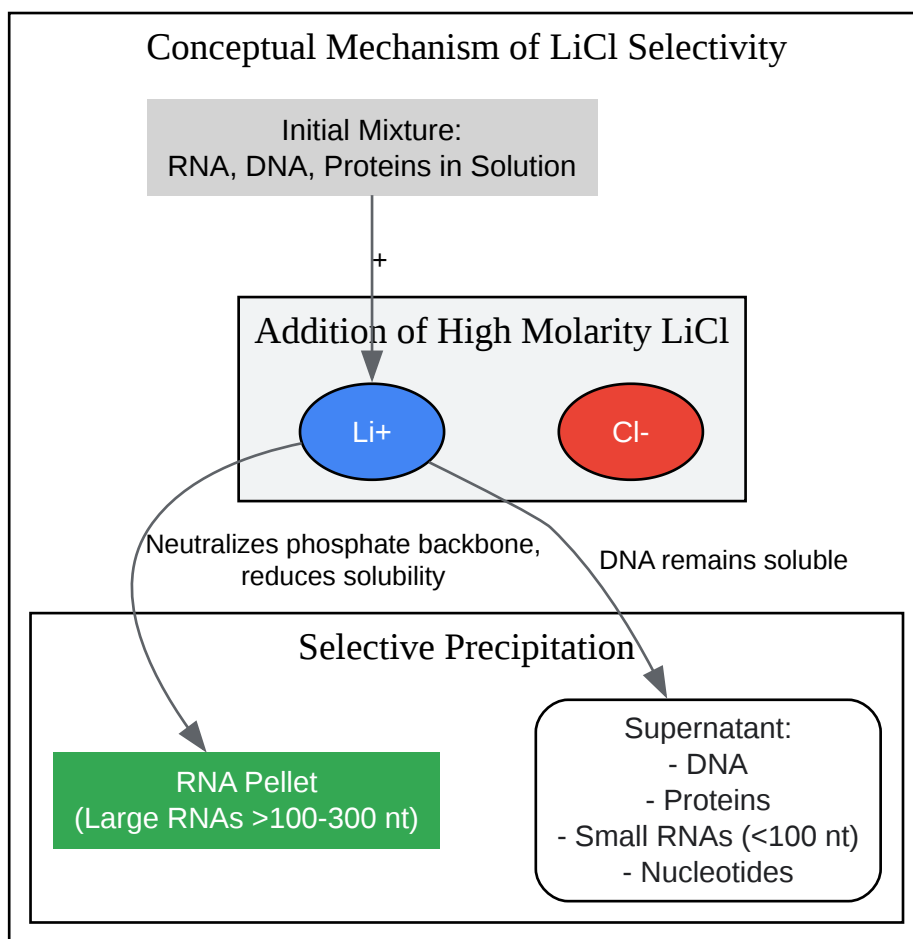 Conceptual Mechanism of LiCl Selectivity
Initial Mixture:
RNA, DNA, Proteins in Solution
+
Addition of High Molarity LiCl
Li+
Cl-
Neutralizes phosphate backbone,
reduces solubility
DNA remains soluble
Selective Precipitation
RNA Pellet
(Large RNAs >100-300 nt)
Supernatant:
- DNA
- Proteins
- Small RNAs (<100 nt)
- Nucleotides